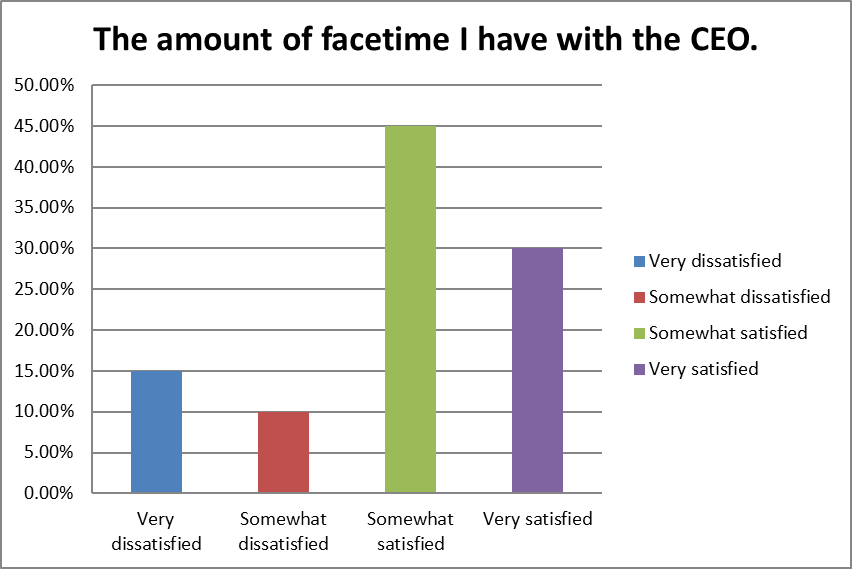 The amount of facetime I have with the CEO.
50.00%
45.00%
40.00%
35.00%
30.00%
25.00%
20.00%
15.00%
10.00%
5.00%
0.00%
Very
dissatisfied
Somewhat
dissatisfied
Somewhat
satisfied
Very satisfied
Very dissatisfied
Somewhat dissatisfied
Somewhat satisfied
Very satisfied